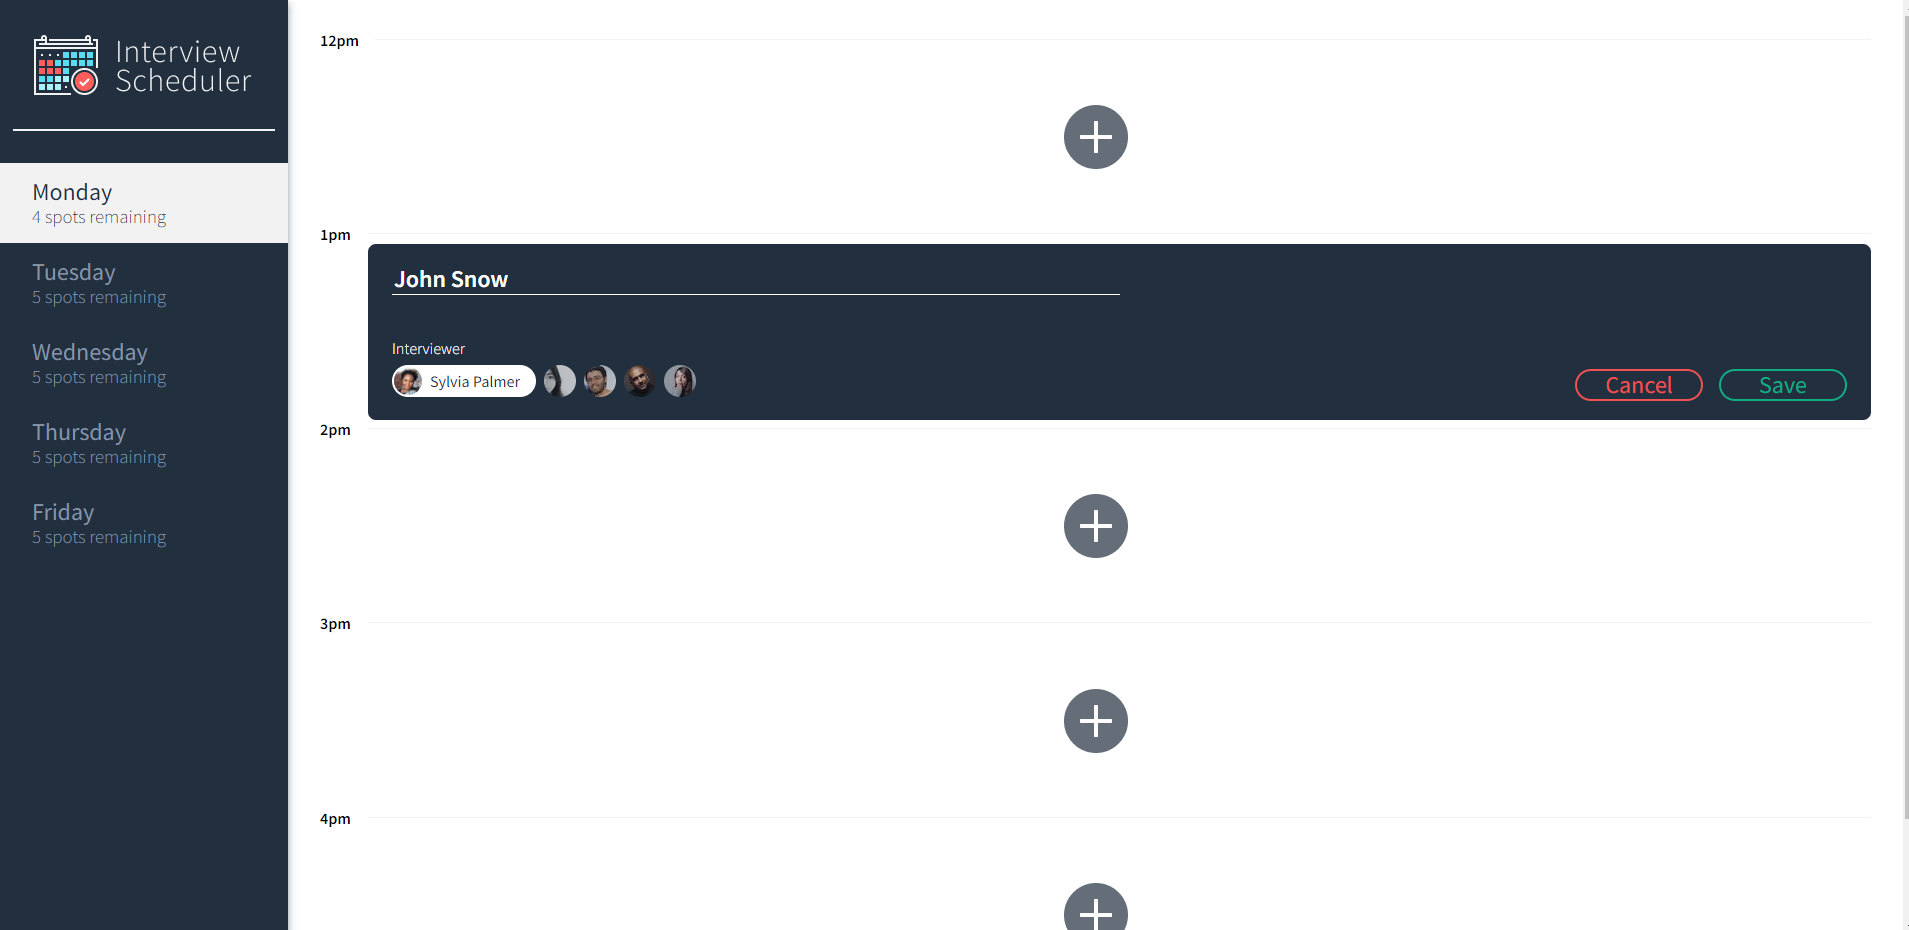 Interview
Scheduler
Monday
4 spots remaining
Tuesday
5 spots remaining
Wednesday
5 spots remaining
Thursday
5 spots remaining
Friday
5 spots remaining
12pm
1pm
John Snow
Interviewer
Sylvia Palmer
Cancel
Save
2pm
3pm
4pm